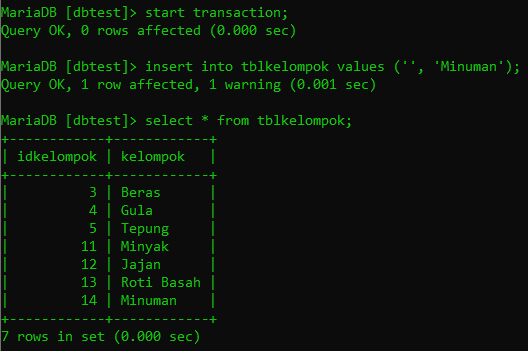 MariaDB [dbtest]> start transaction;
Query OK, 0 rows affected (0.000 sec)

MariaDB [dbtest]> insert into tblkelompok values ('', 'Minuman');
Query OK, 1 row affected, 1 warning (0.001 sec)

MariaDB [dbtest]> select * from tblkelompok;
+------------+------------+
| idkelompok | kelompok   |
+------------+------------+
|          3 | Beras      |
|          4 | Gula       |
|          5 | Tepung     |
|         11 | Minyak     |
|         12 | Jajan      |
|         13 | Roti Basah |
|         14 | Minuman    |
+------------+------------+
7 rows in set (0.000 sec)